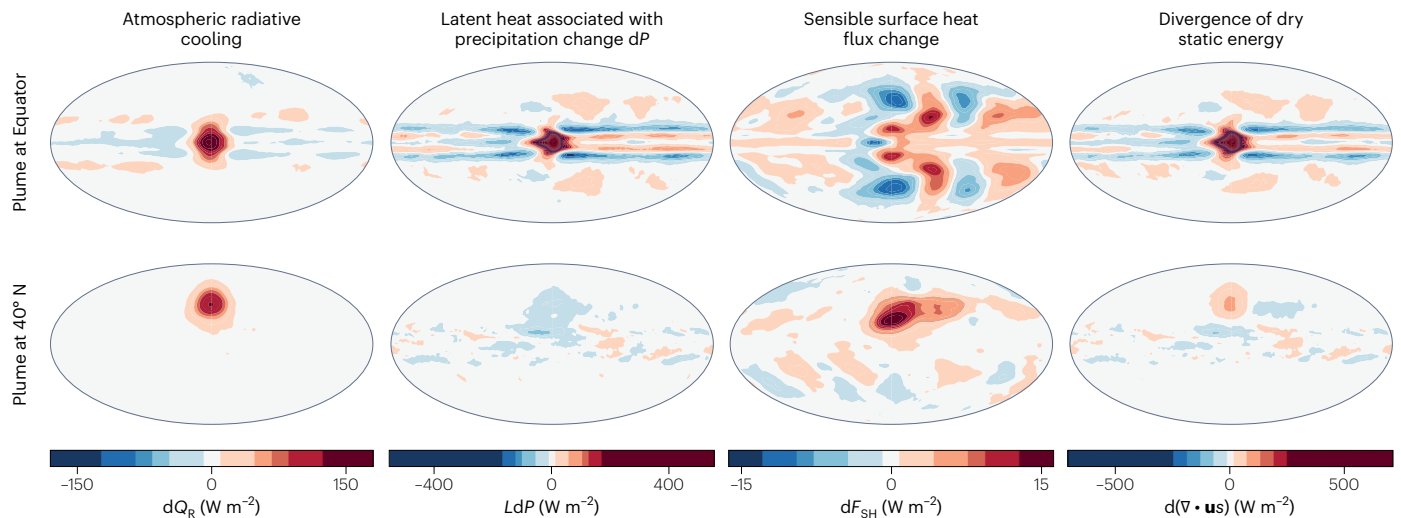 Atmospheric radiative
cooling
Latent heat associated with
precipitation change dP
Sensible surface heat
flux change
Divergence of dry
static energy
Plume at Equator
Plume at 40° N
−150 0 150
−400 0 400
−15 0 15
−500 0 500
dQ_R (W m⁻²)
LdP (W m⁻²)
dF_SH (W m⁻²)
d(∇ • us) (W m⁻²)